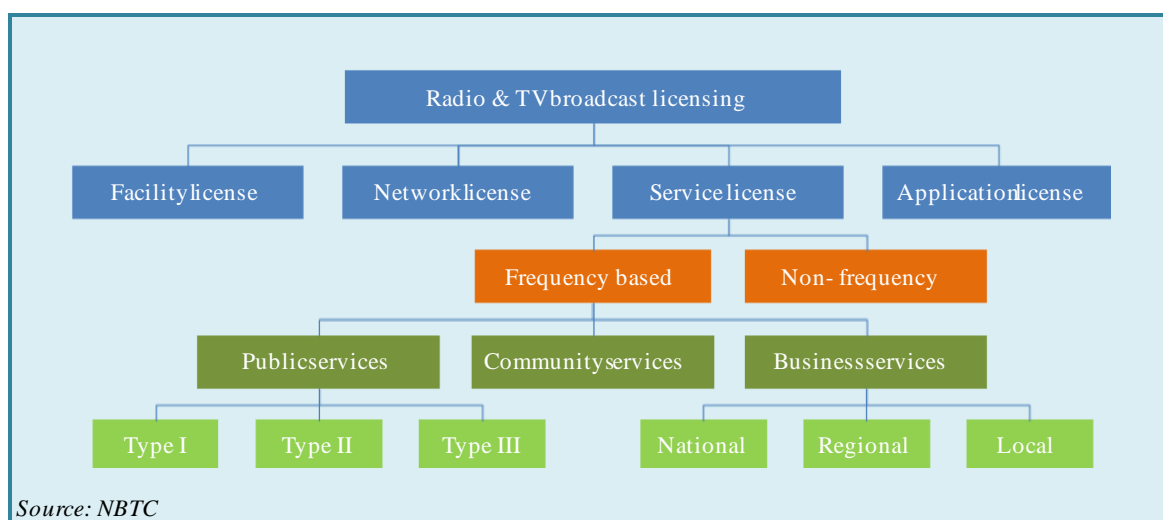 Radio & TVbroadcast licensing
Facilitylicense
Networklicense
Service license
Applicationlicense
Frequency based
Non- frequency
Publicservices
Communityservices
Businessservices
Type I
Type II
Type III
National
Regional
Local
Source: NBTC